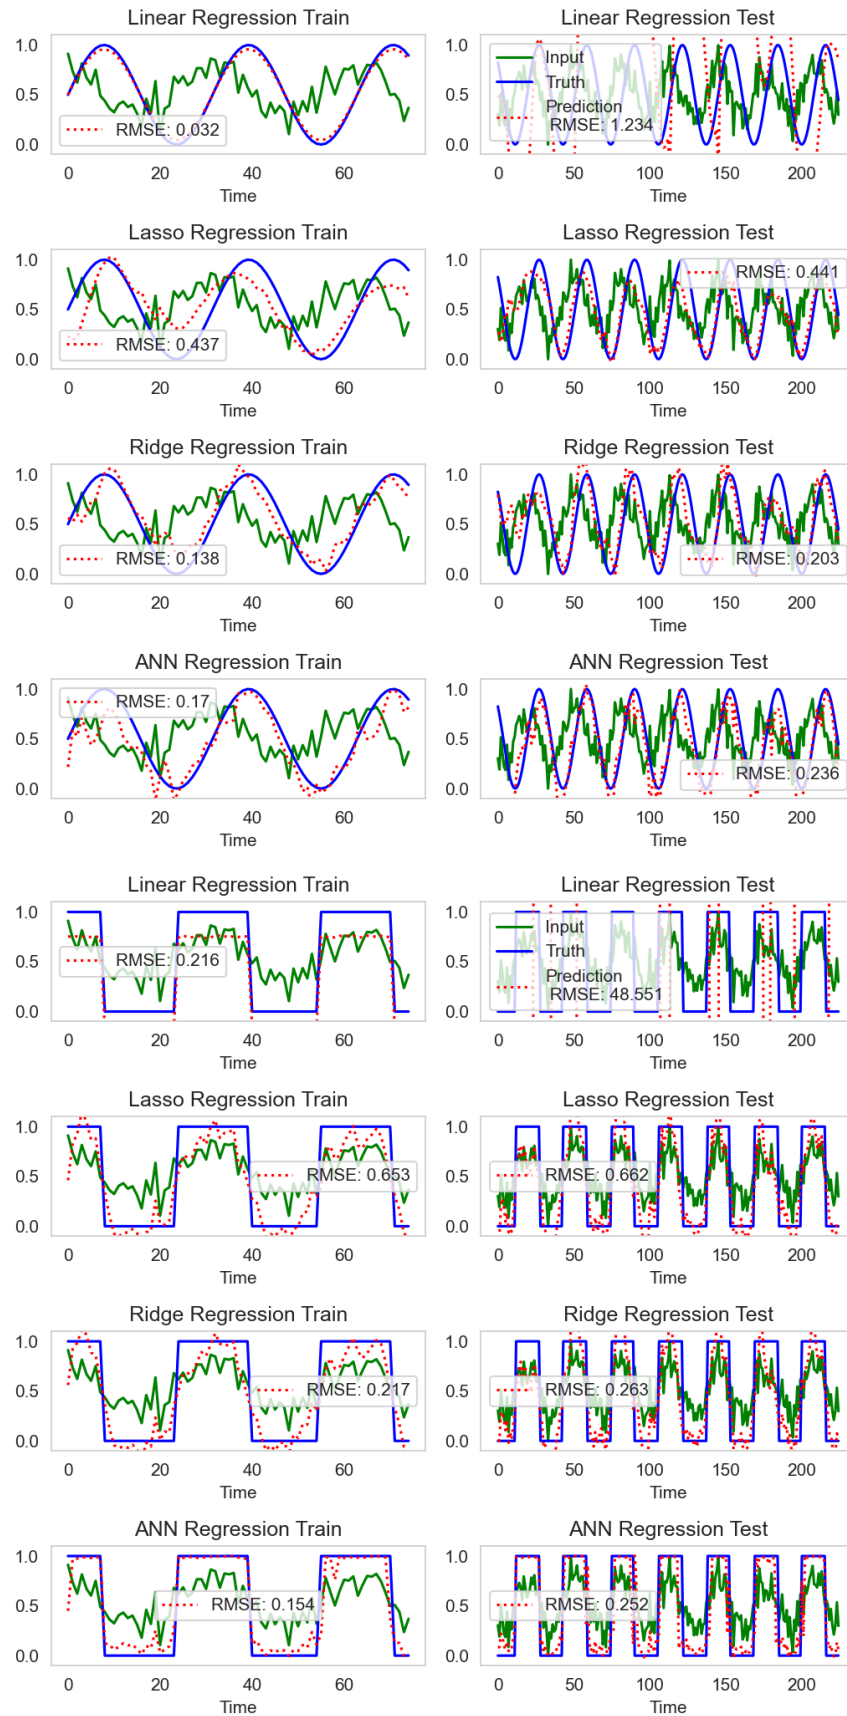 Linear Regression Train
1.0
0.5
0.0
RMSE: 0.032
0 20 40 60
Time
Linear Regression Test
1.0
0.5
0.0
Input
Truth
Prediction
RMSE: 1.234
0 50 100 150 200
Time
Lasso Regression Train
1.0
0.5
0.0
RMSE: 0.437
0 20 40 60
Time
Lasso Regression Test
1.0
0.5
0.0
RMSE: 0.441
0 50 100 150 200
Time
Ridge Regression Train
1.0
0.5
0.0
RMSE: 0.138
0 20 40 60
Time
Ridge Regression Test
1.0
0.5
0.0
RMSE: 0.203
0 50 100 150 200
Time
ANN Regression Train
1.0
0.5
0.0
RMSE: 0.17
0 20 40 60
Time
ANN Regression Test
1.0
0.5
0.0
RMSE: 0.236
0 50 100 150 200
Time
Linear Regression Train
1.0
0.5
0.0
RMSE: 0.216
0 20 40 60
Time
Linear Regression Test
1.0
0.5
0.0
Input
Truth
Prediction
RMSE: 48.551
0 50 100 150 200
Time
Lasso Regression Train
1.0
0.5
0.0
RMSE: 0.653
0 20 40 60
Time
Lasso Regression Test
1.0
0.5
0.0
RMSE: 0.662
0 50 100 150 200
Time
Ridge Regression Train
1.0
0.5
0.0
RMSE: 0.217
0 20 40 60
Time
Ridge Regression Test
1.0
0.5
0.0
RMSE: 0.263
0 50 100 150 200
Time
ANN Regression Train
1.0
0.5
0.0
RMSE: 0.154
0 20 40 60
Time
ANN Regression Test
1.0
0.5
0.0
RMSE: 0.252
0 50 100 150 200
Time